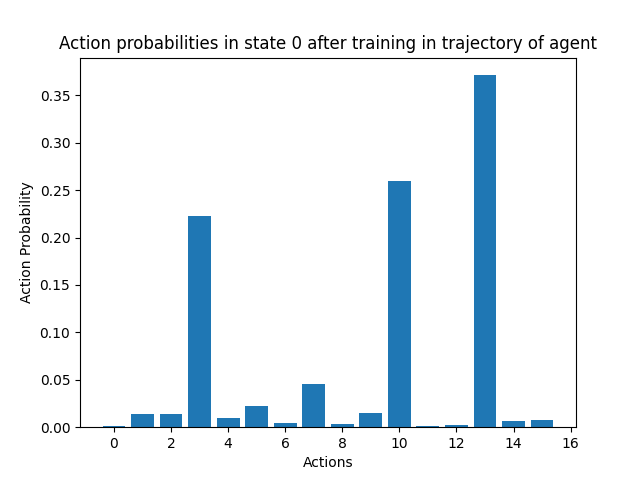 Action probabilities in state 0 after training in trajectory of agent
0.35
0.30
0.25
0.20
0.15
0.10
0.05
0.00
Action Probability
0 2 4 6 8 10 12 14 16
Actions